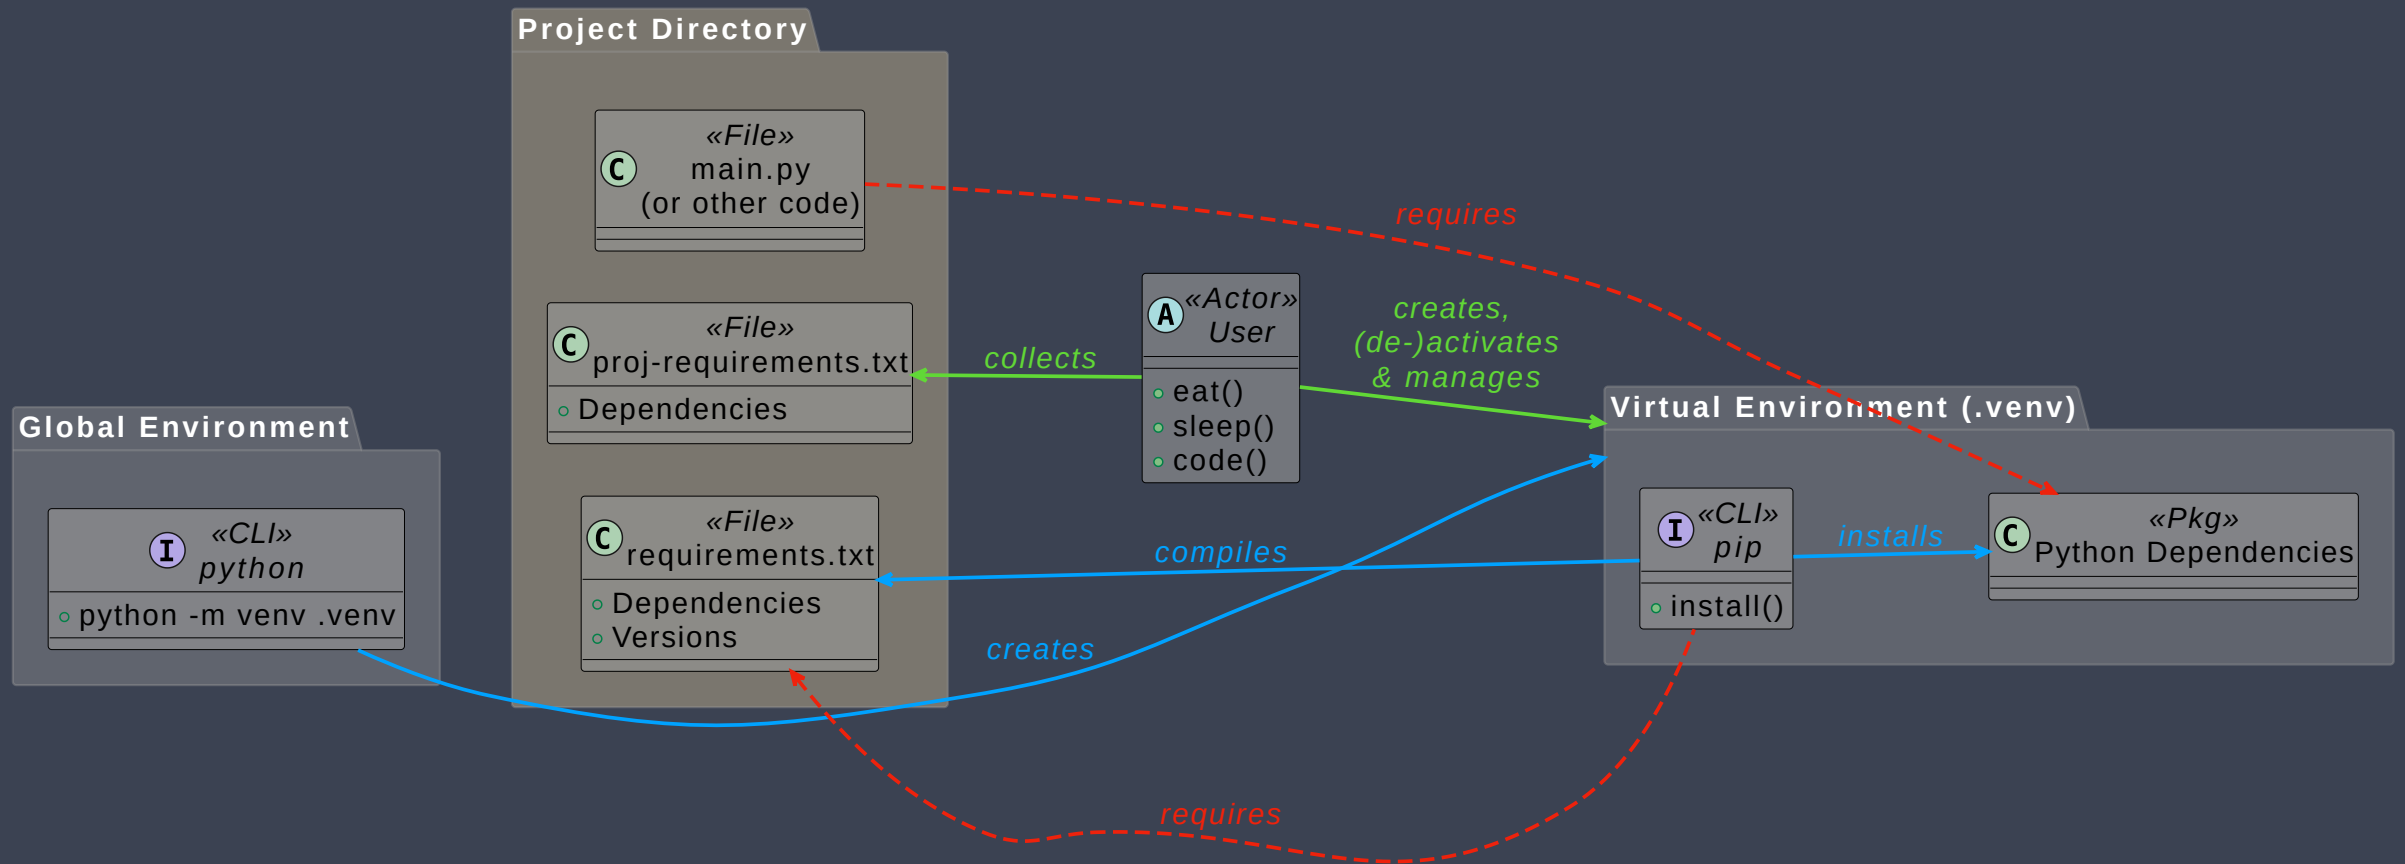 Project Directory
«File»
C
main.py
(or other code)
requires
«File»
C
proj-requirements.txt
Dependencies
collects
«Actor»
A
User
eat()
sleep()
code()
creates,
(de-)activates
& manages
Global Environment
«CLI»
I
python
python -m venv .venv
«File»
C
requirements.txt
Dependencies
Versions
compiles
creates
Virtual Environment (.venv)
«CLI»
I
pip
install()
installs
«Pkg»
C
Python Dependencies
requires